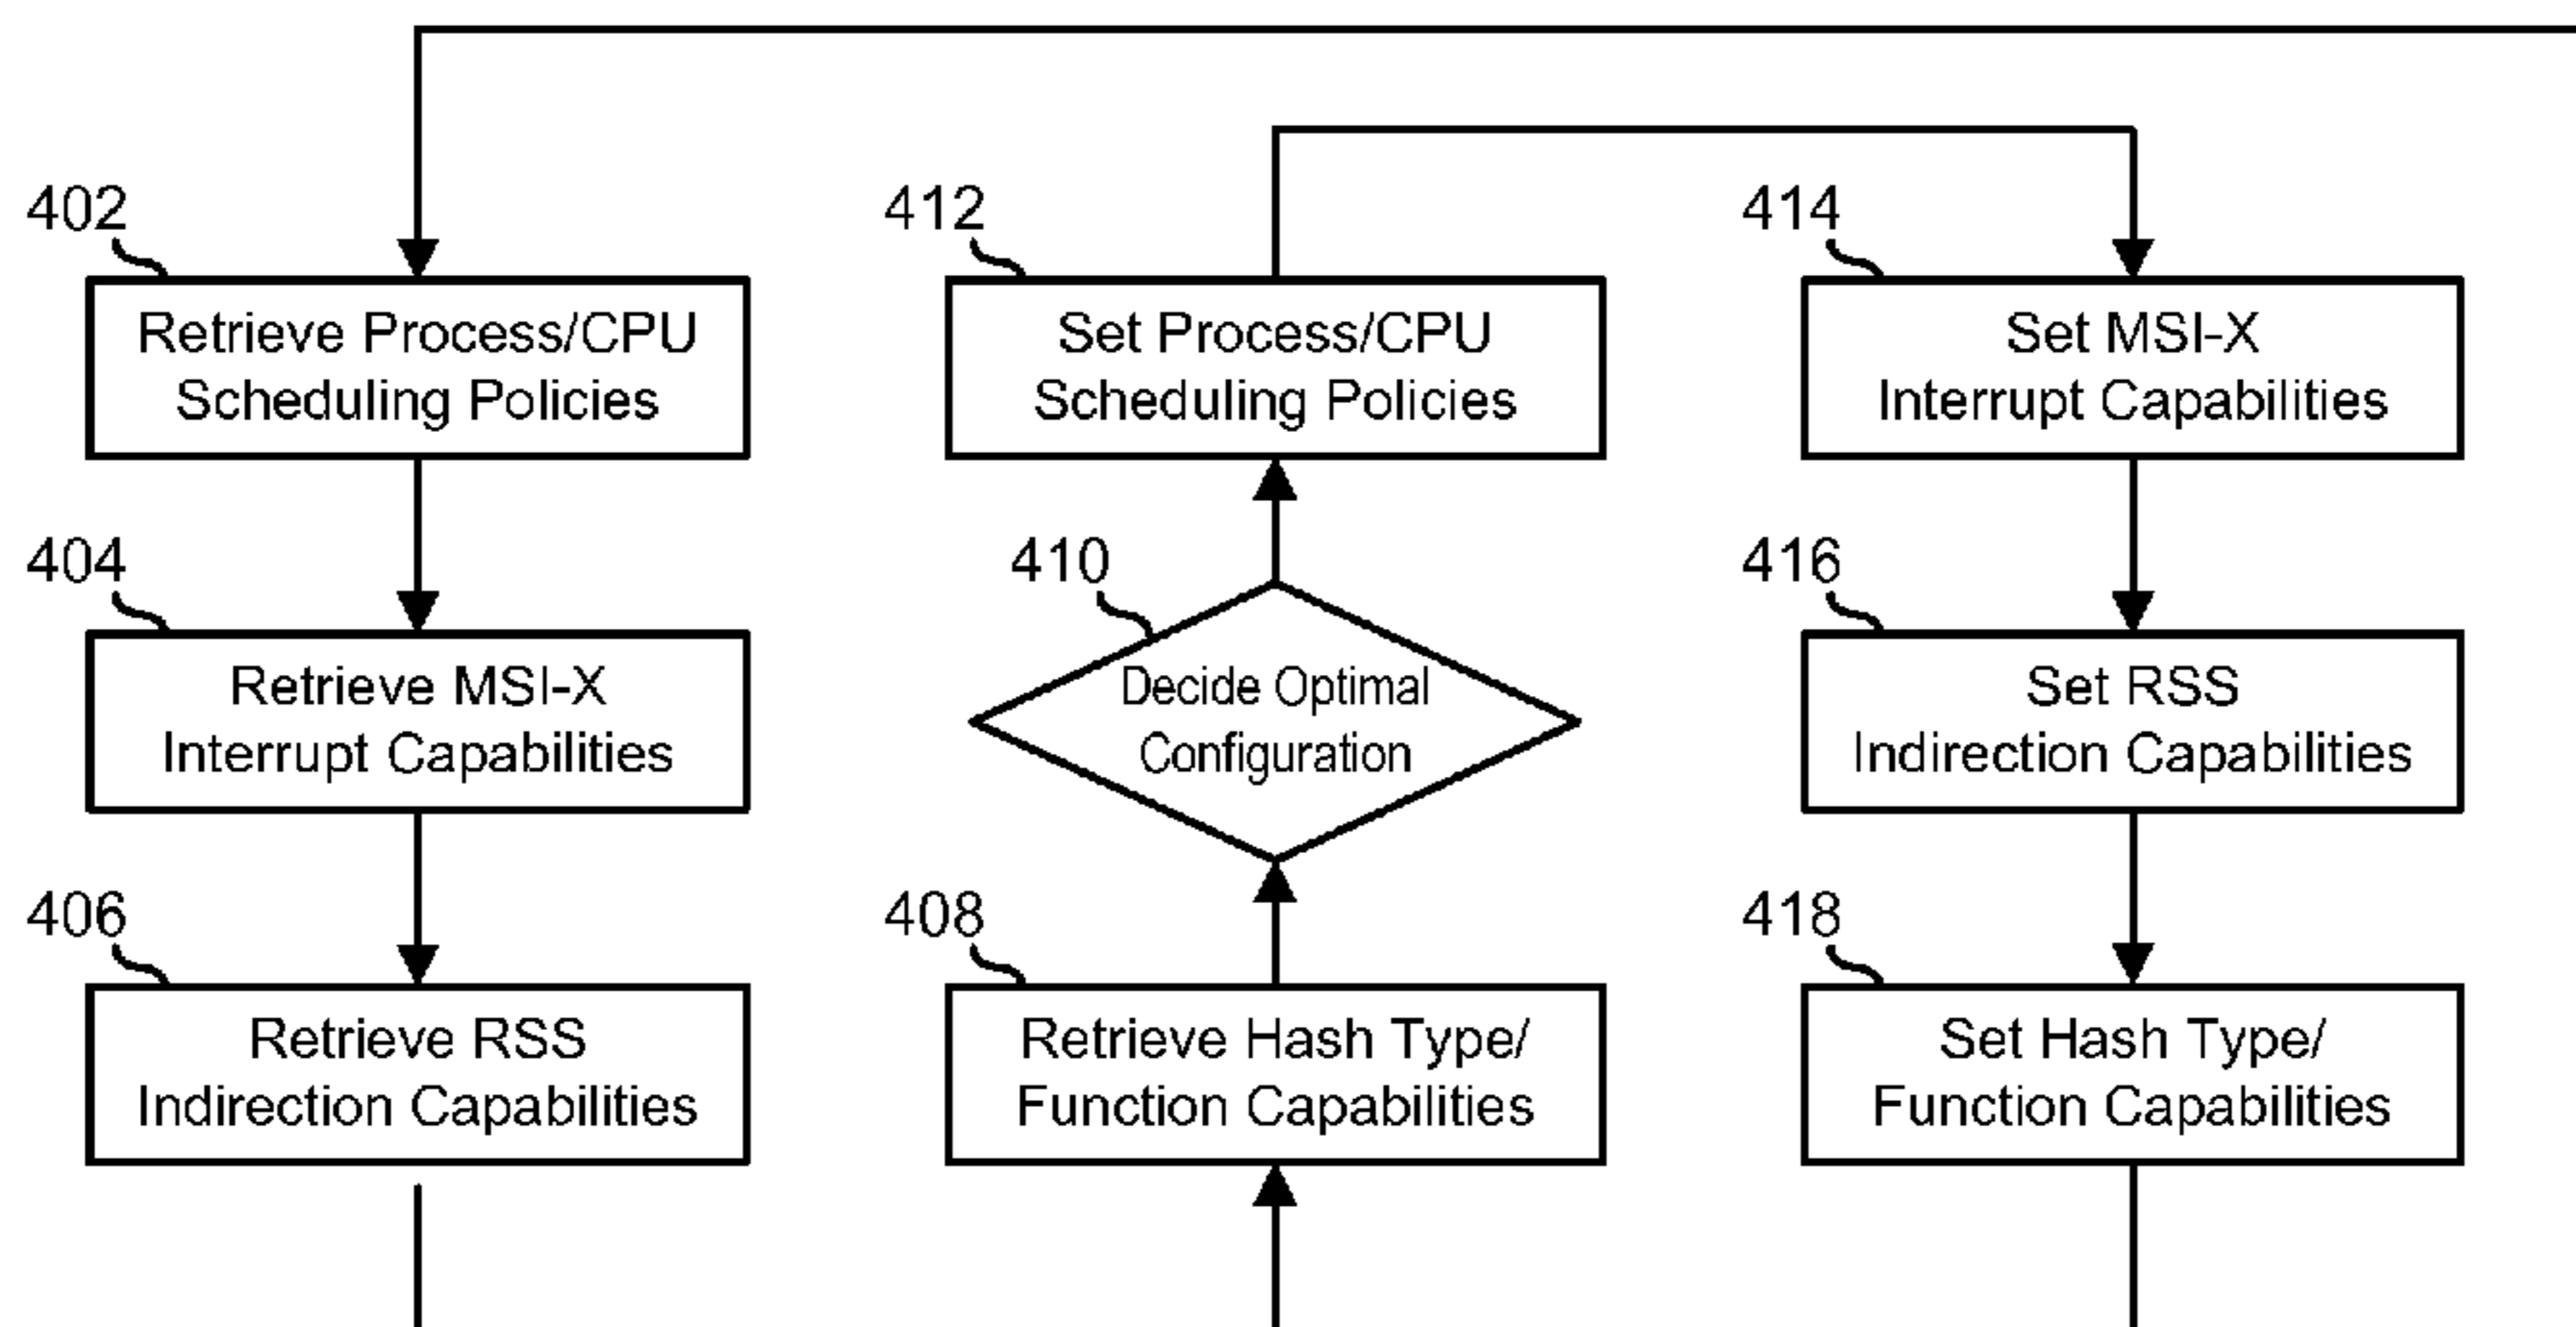 402
Retrieve Process/CPU
Scheduling Policies
404
Retrieve MSI-X
Interrupt Capabilities
406
Retrieve RSS
Indirection Capabilities
412
Set Process/CPU
Scheduling Policies
410
Decide Optimal
Configuration
408
Retrieve Hash Type/
Function Capabilities
414
Set MSI-X
Interrupt Capabilities
416
Set RSS
Indirection Capabilities
418
Set Hash Type/
Function Capabilities